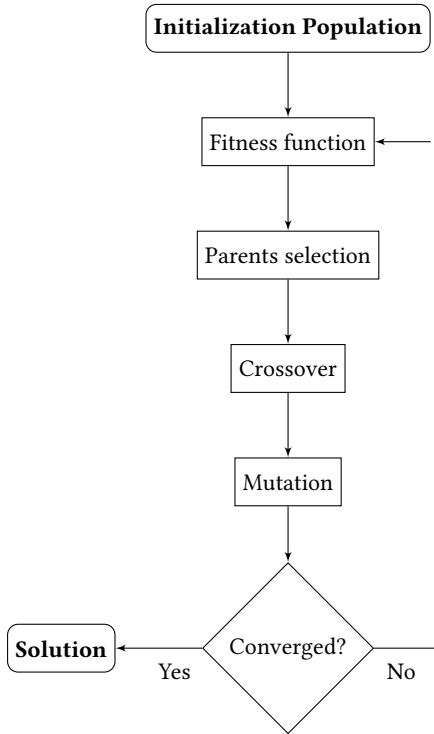 Initialization Population
Fitness function
Parents selection
Crossover
Mutation
Converged?
Solution
Yes
No